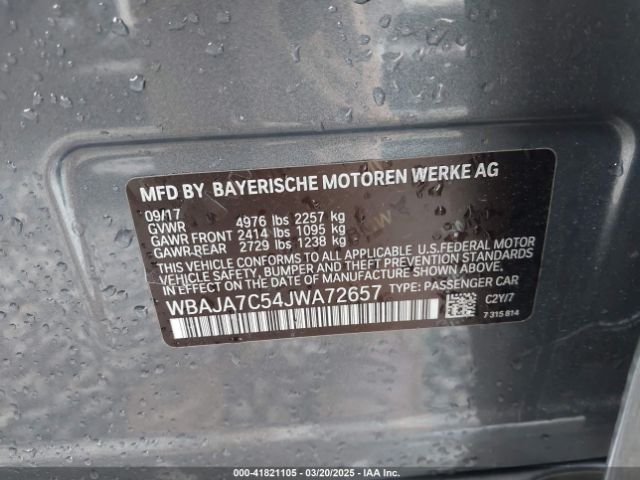 MFD BY BAYERISCHE MOTOREN WERKE AG
09/17
GVWR 4976 lbs 2257 kg
GAWR FRONT 2414 lbs 1095 kg
GAWR REAR 2729 lbs 1238 kg
THIS VEHICLE CONFORMS TO ALL APPLICABLE U.S.FEDERAL MOTOR
VEHICLE SAFETY, BUMPER AND THEFT PREVENTION STANDARDS
IN EFFECT ON THE DATE OF MANUFACTURE SHOWN ABOVE.
WBAJA7C54JWA72657 TYPE: PASSENGER CAR
C2Y/7
7 315 814
000-41821105 - 03/20/2025 - IAA Inc.